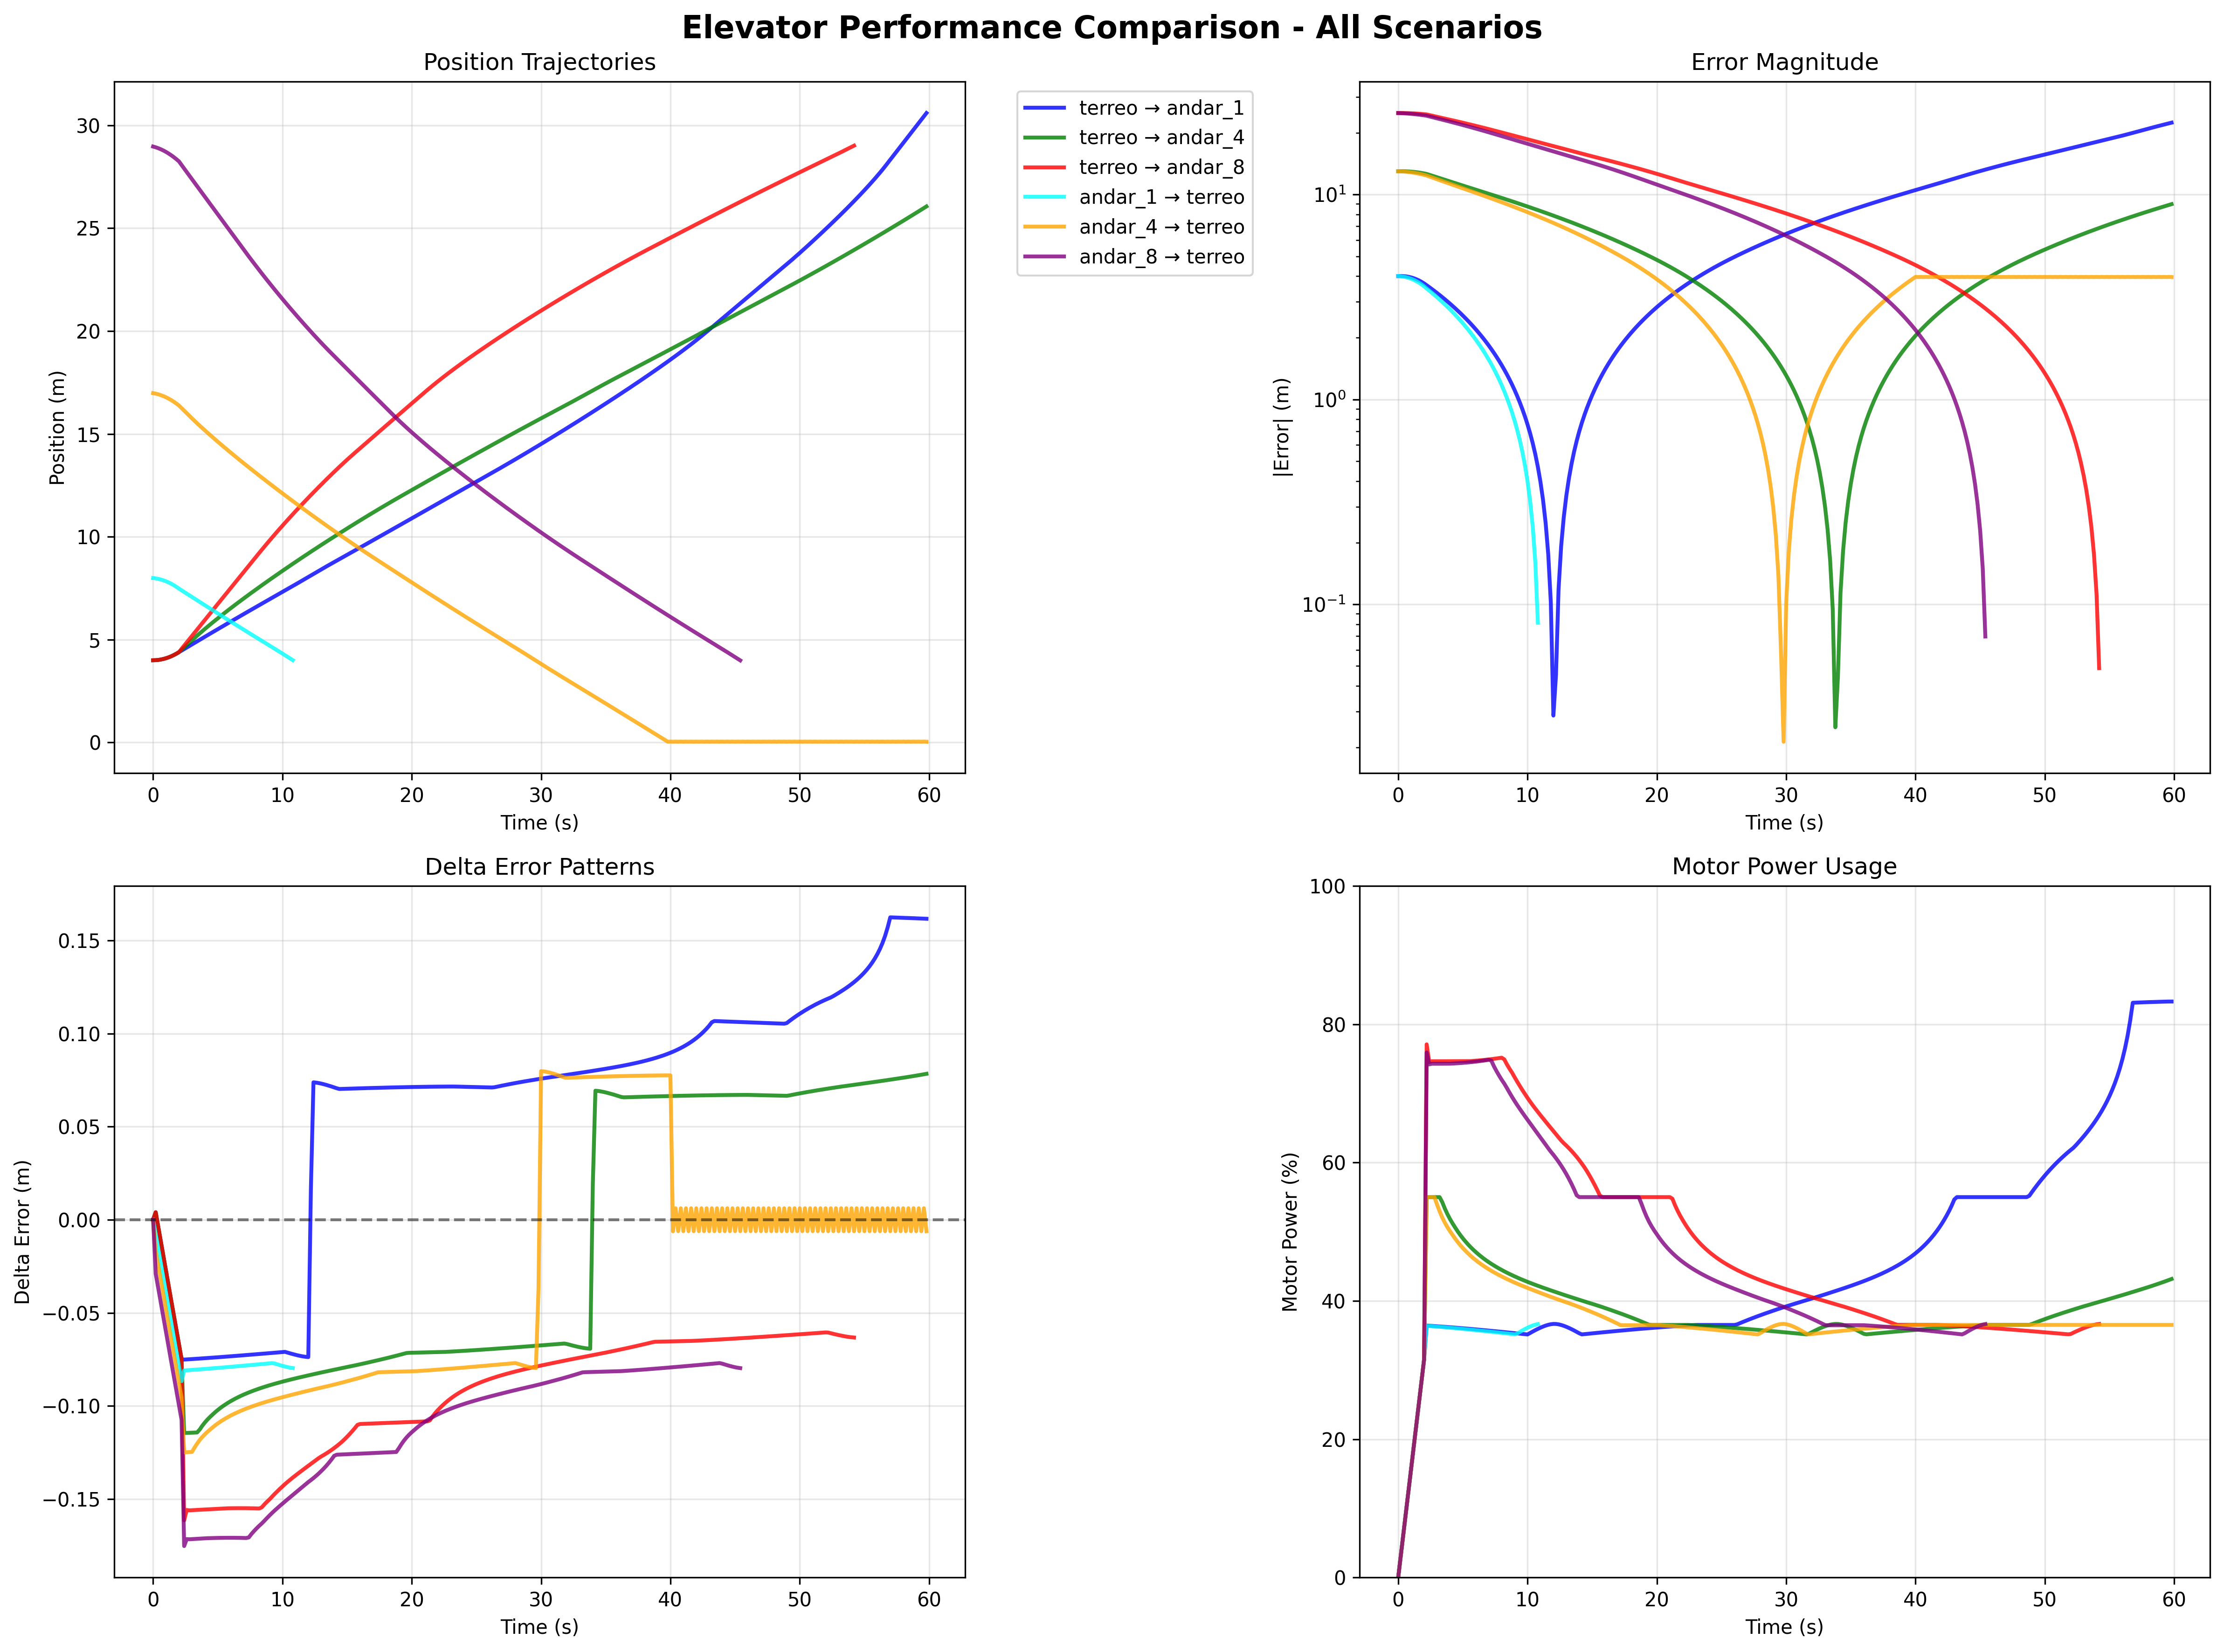 Elevator Performance Comparison - All Scenarios
Position Trajectories
30
25
20
15
10
5
0
Position (m)
0 10 20 30 40 50 60
Time (s)
terreo → andar_1
terreo → andar_4
terreo → andar_8
andar_1 → terreo
andar_4 → terreo
andar_8 → terreo
Error Magnitude
10¹
10⁰
10⁻¹
|Error| (m)
0 10 20 30 40 50 60
Time (s)
Delta Error Patterns
0.15
0.10
0.05
0.00
−0.05
−0.10
−0.15
Delta Error (m)
0 10 20 30 40 50 60
Time (s)
Motor Power Usage
100
80
60
40
20
0
Motor Power (%)
0 10 20 30 40 50 60
Time (s)